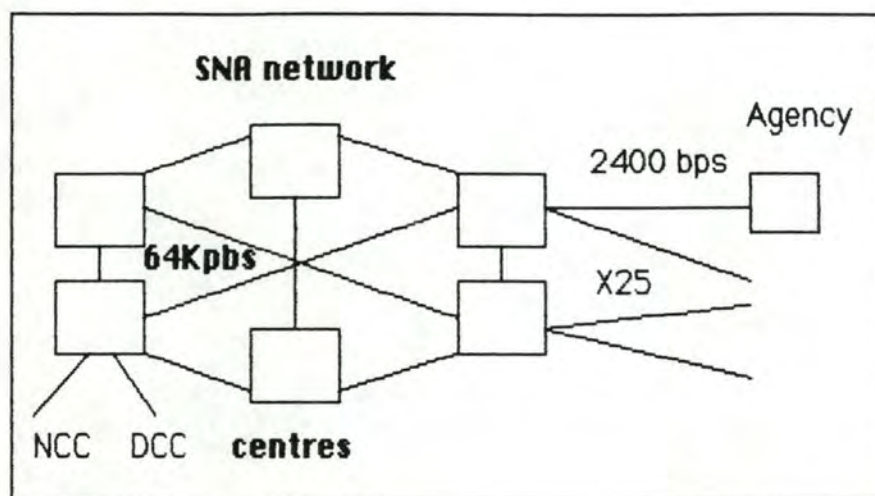 SNA network
Agency
2400 bps
64Kpbs
X25
NCC DCC centres